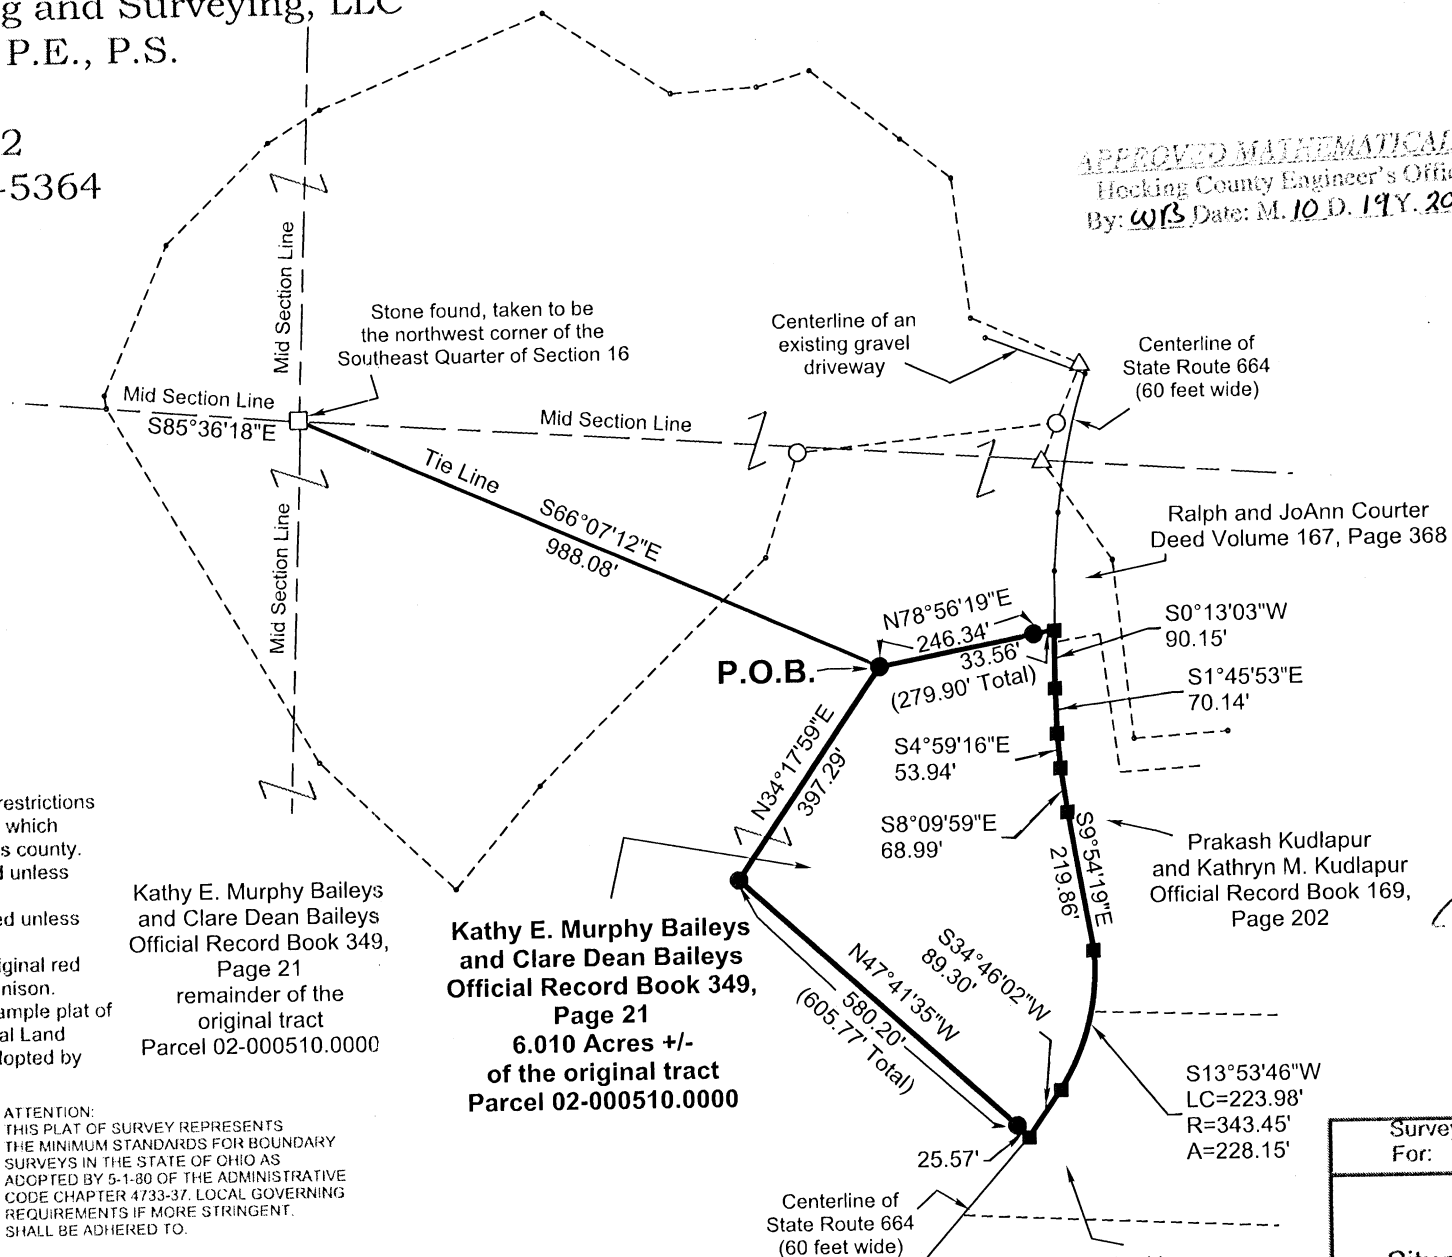 g and Surveying, LLC
P.E., P.S.
2
-5364
APPROVED MATHEMATICAL
Hocking County Engineer's Offi
By: WB Date: M. 10 D. 19 Y. 20
Mid Section Line
Stone found, taken to be
the northwest corner of the
Southeast Quarter of Section 16
Centerline of an
existing gravel
driveway
Centerline of
State Route 664
(60 feet wide)
Mid Section Line
S85°36'18"E
Mid Section Line
Tie Line
S66°07'12"E
988.08'
Mid Section Line
Ralph and JoAnn Courter
Deed Volume 167, Page 368
N78°56'19"E
246.34'
33.56'
(279.90' Total)
S0°13'03"W
90.15'
P.O.B.
S1°45'53"E
70.14'
S4°59'16"E
53.94'
N34°17'59"E
397.29'
S8°09'59"E
68.99'
S9°54'19"E
219.86'
Prakash Kudlapur
and Kathryn M. Kudlapur
Official Record Book 169,
Page 202
restrictions
which
s county.
d unless
ed unless
iginal red
nison.
ample plat of
al Land
dopted by
Kathy E. Murphy Baileys
and Clare Dean Baileys
Official Record Book 349,
Page 21
remainder of the
original tract
Parcel 02-000510.0000
Kathy E. Murphy Baileys
and Clare Dean Baileys
Official Record Book 349,
Page 21
6.010 Acres +/-
of the original tract
Parcel 02-000510.0000
N47°41'35"W
580.20'
(605.77' Total)
S34°46'02"W
89.30'
S13°53'46"W
LC=223.98'
R=343.45'
A=228.15'
25.57'
ATTENTION:
THIS PLAT OF SURVEY REPRESENTS
THE MINIMUM STANDARDS FOR BOUNDARY
SURVEYS IN THE STATE OF OHIO AS
ADOPTED BY 5-1-80 OF THE ADMINISTRATIVE
CODE CHAPTER 4733-37. LOCAL GOVERNING
REQUIREMENTS IF MORE STRINGENT.
SHALL BE ADHERED TO.
Centerline of
State Route 664
(60 feet wide)
Surve
For: